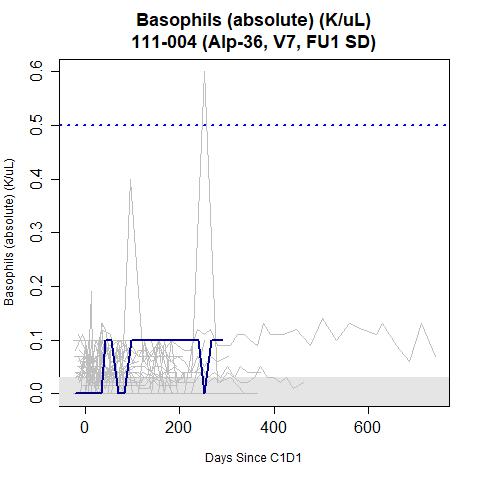 Basophils (absolute) (K/uL)
111-004 (Alp-36, V7, FU1 SD)
Basophils (absolute) (K/uL)
0.6
0.5
0.4
0.3
0.2
0.1
0.0
0 200 400 600
Days Since C1D1